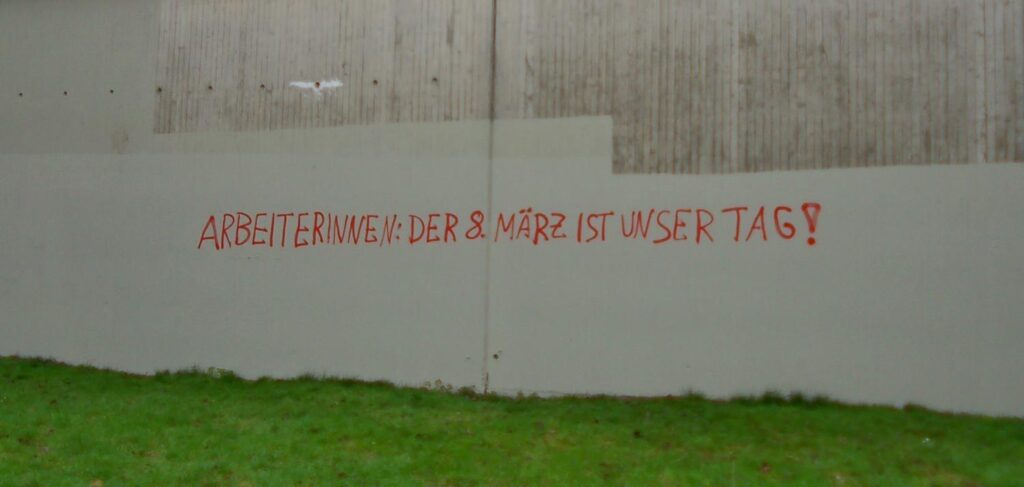 ARBEITERINNEN: DER 8. MÄRZ IST UNSER TAG!